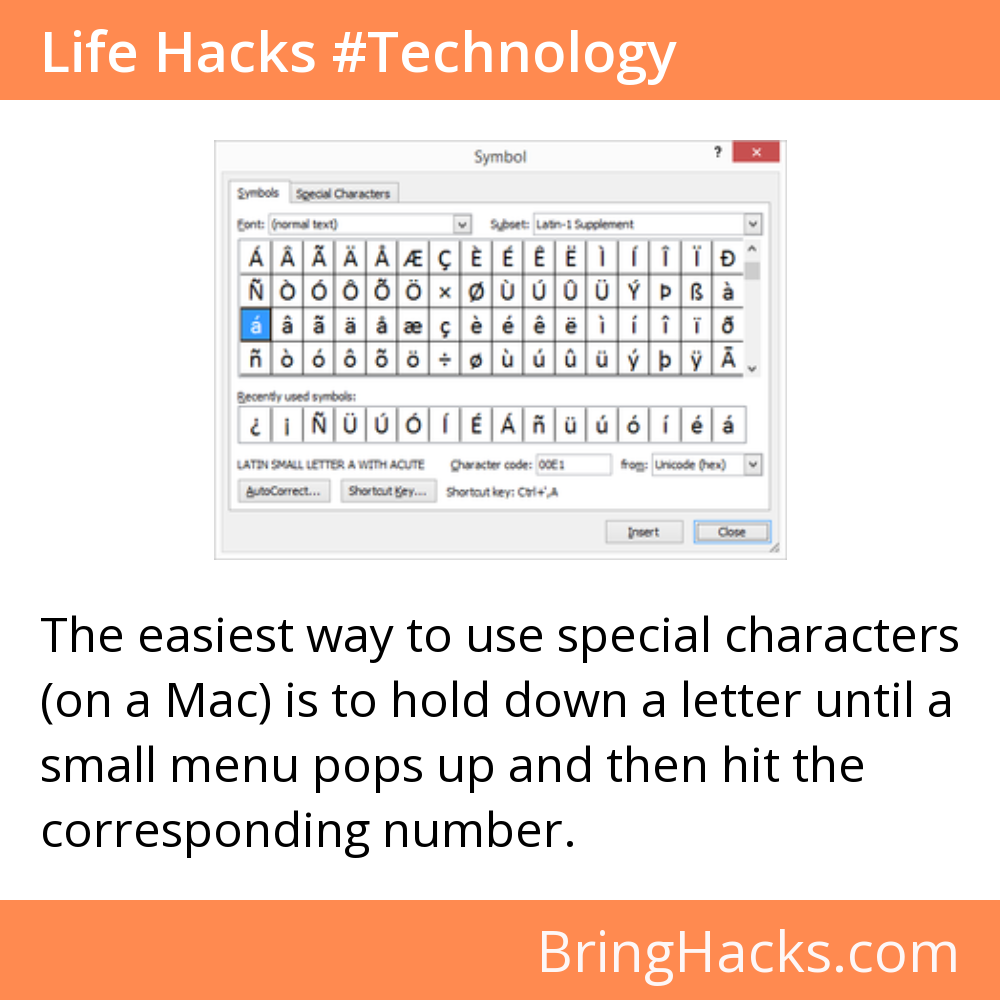 Life Hacks #Technology
Symbol
? ×
Symbols Special Characters
Font: (normal text) Subset: Latin-1 Supplement
Á Â Ã Ä Å Æ Ç È É Ê Ë Ì Í Î Ï Ð
Ñ Ò Ó Ô Õ Ö × Ø Ù Ú Û Ü Ý Þ ß à
á â ã ä å æ ç è é ê ë ì í î ï ð
ñ ò ó ô õ ö ÷ ø ù ú û ü ý þ ÿ Ā
Recently used symbols:
¿ ¡ Ñ Ü Ú Ó Í É Á ñ ü ú ó í é á
LATIN SMALL LETTER A WITH ACUTE Character code: 00E1 from: Unicode (hex)
AutoCorrect... Shortcut Key... Shortcut key: Ctrl+',A
Insert Close
The easiest way to use special characters
(on a Mac) is to hold down a letter until a
small menu pops up and then hit the
corresponding number.
BringHacks.com